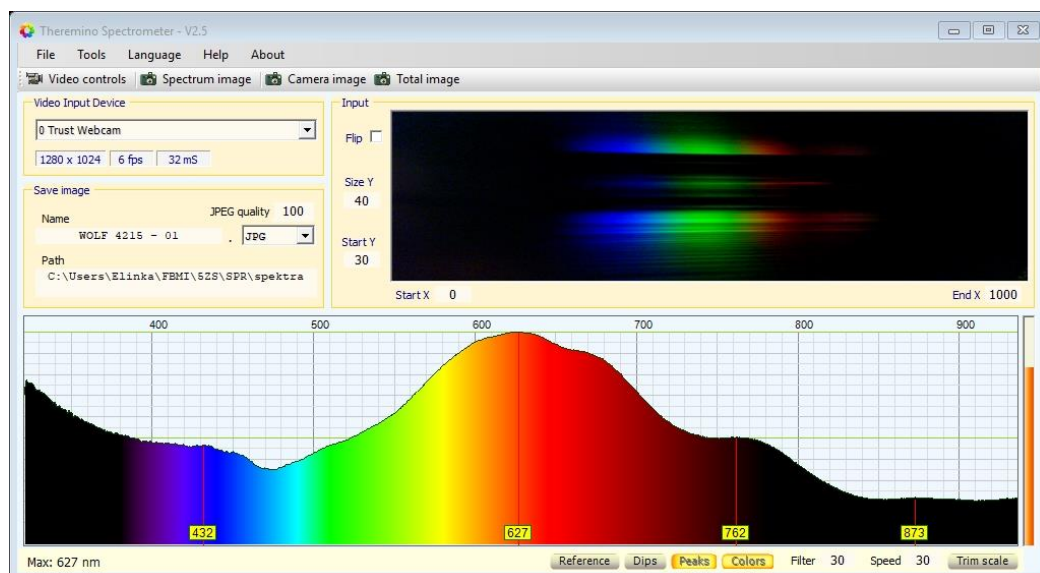 Theremino Spectrometer - V2.5
File Tools Language Help About
Video controls Spectrum image Camera image Total image
Video Input Device
0 Trust Webcam
1280 x 1024 6 fps 32 mS
Save image
Name JPEG quality 100
WOLF 4215 - 01 . JPG
Path
C:\Users\Elinka\FBMI\5ZS\SPR\spektra
Input
Flip
Size Y
40
Start Y
30
Start X 0 End X 1000
400 500 600 700 800 900
432 627 762 873
Max: 627 nm Reference Dips Peaks Colors Filter 30 Speed 30 Trim scale